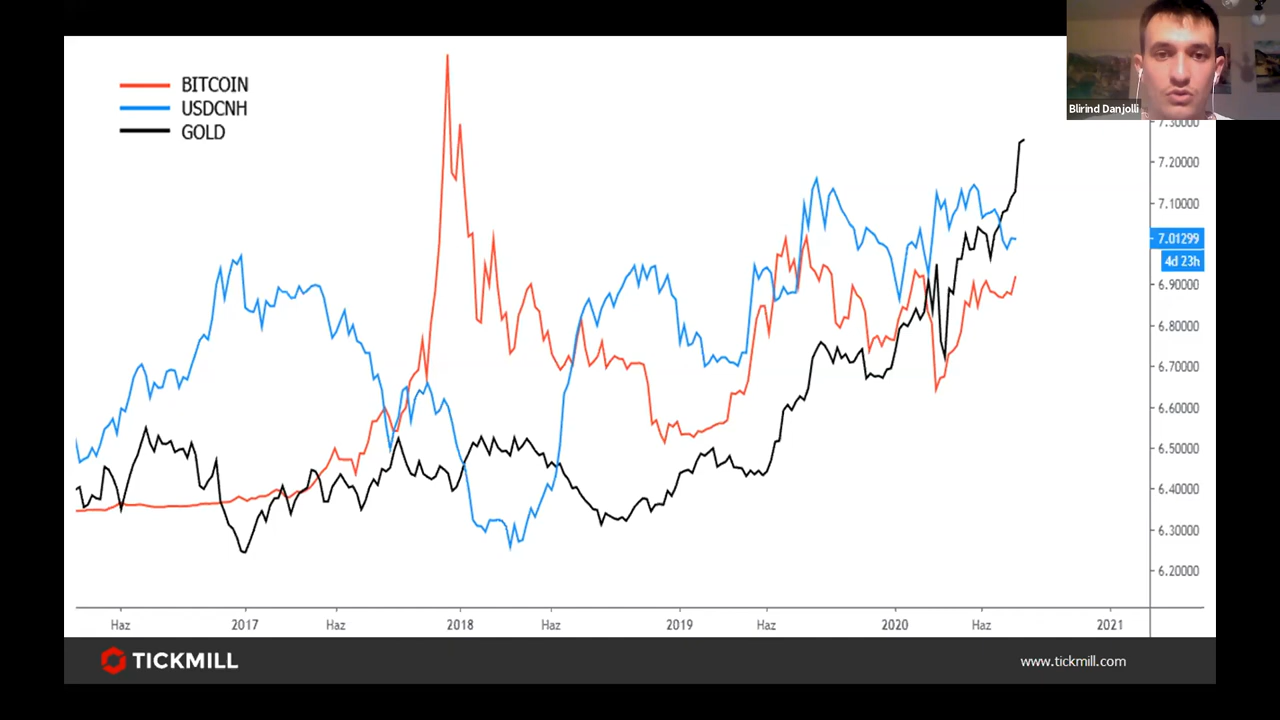 BITCOIN
USDCNH
GOLD
Blirind Danjolli
7.30000
7.20000
7.10000
7.01299
4d 23h
6.90000
6.80000
6.70000
6.60000
6.50000
6.40000
6.30000
6.20000
Haz 2017 Haz 2018 Haz 2019 Haz 2020 Haz 2021
TICKMILL
www.tickmill.com